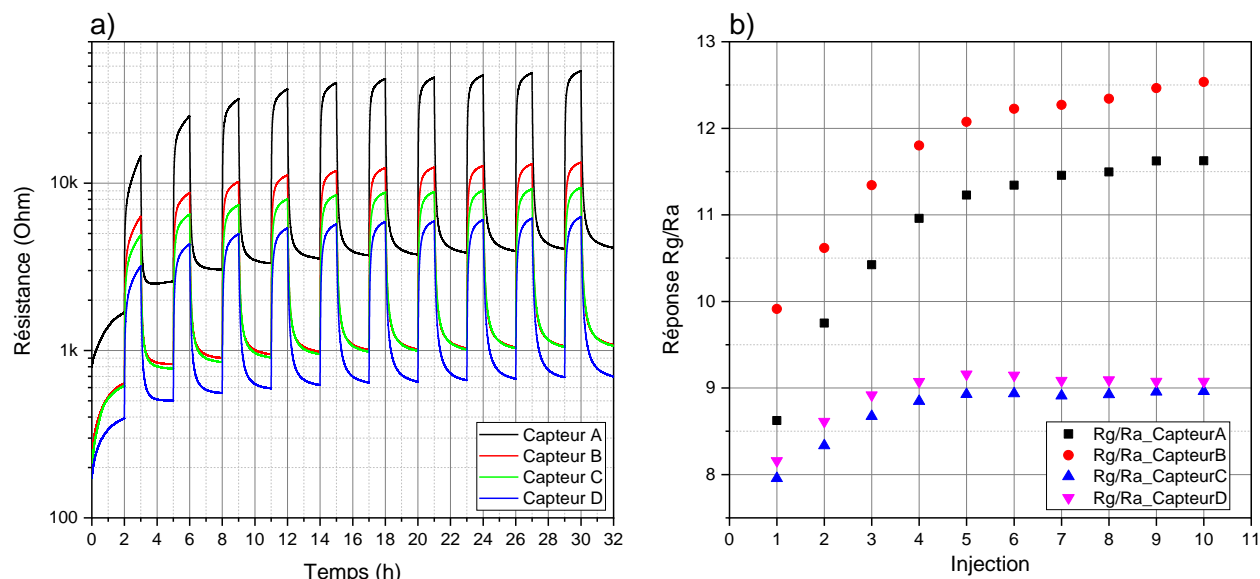 a)
Résistance (Ohm)
10k
1k
100
0 2 4 6 8 10 12 14 16 18 20 22 24 26 28 30 32
Temps (h)
Capteur A
Capteur B
Capteur C
Capteur D
b)
Réponse Rg/Ra
13
12
11
10
9
8
0 1 2 3 4 5 6 7 8 9 10 11
Injection
Rg/Ra_CapteurA
Rg/Ra_CapteurB
Rg/Ra_CapteurC
Rg/Ra_CapteurD